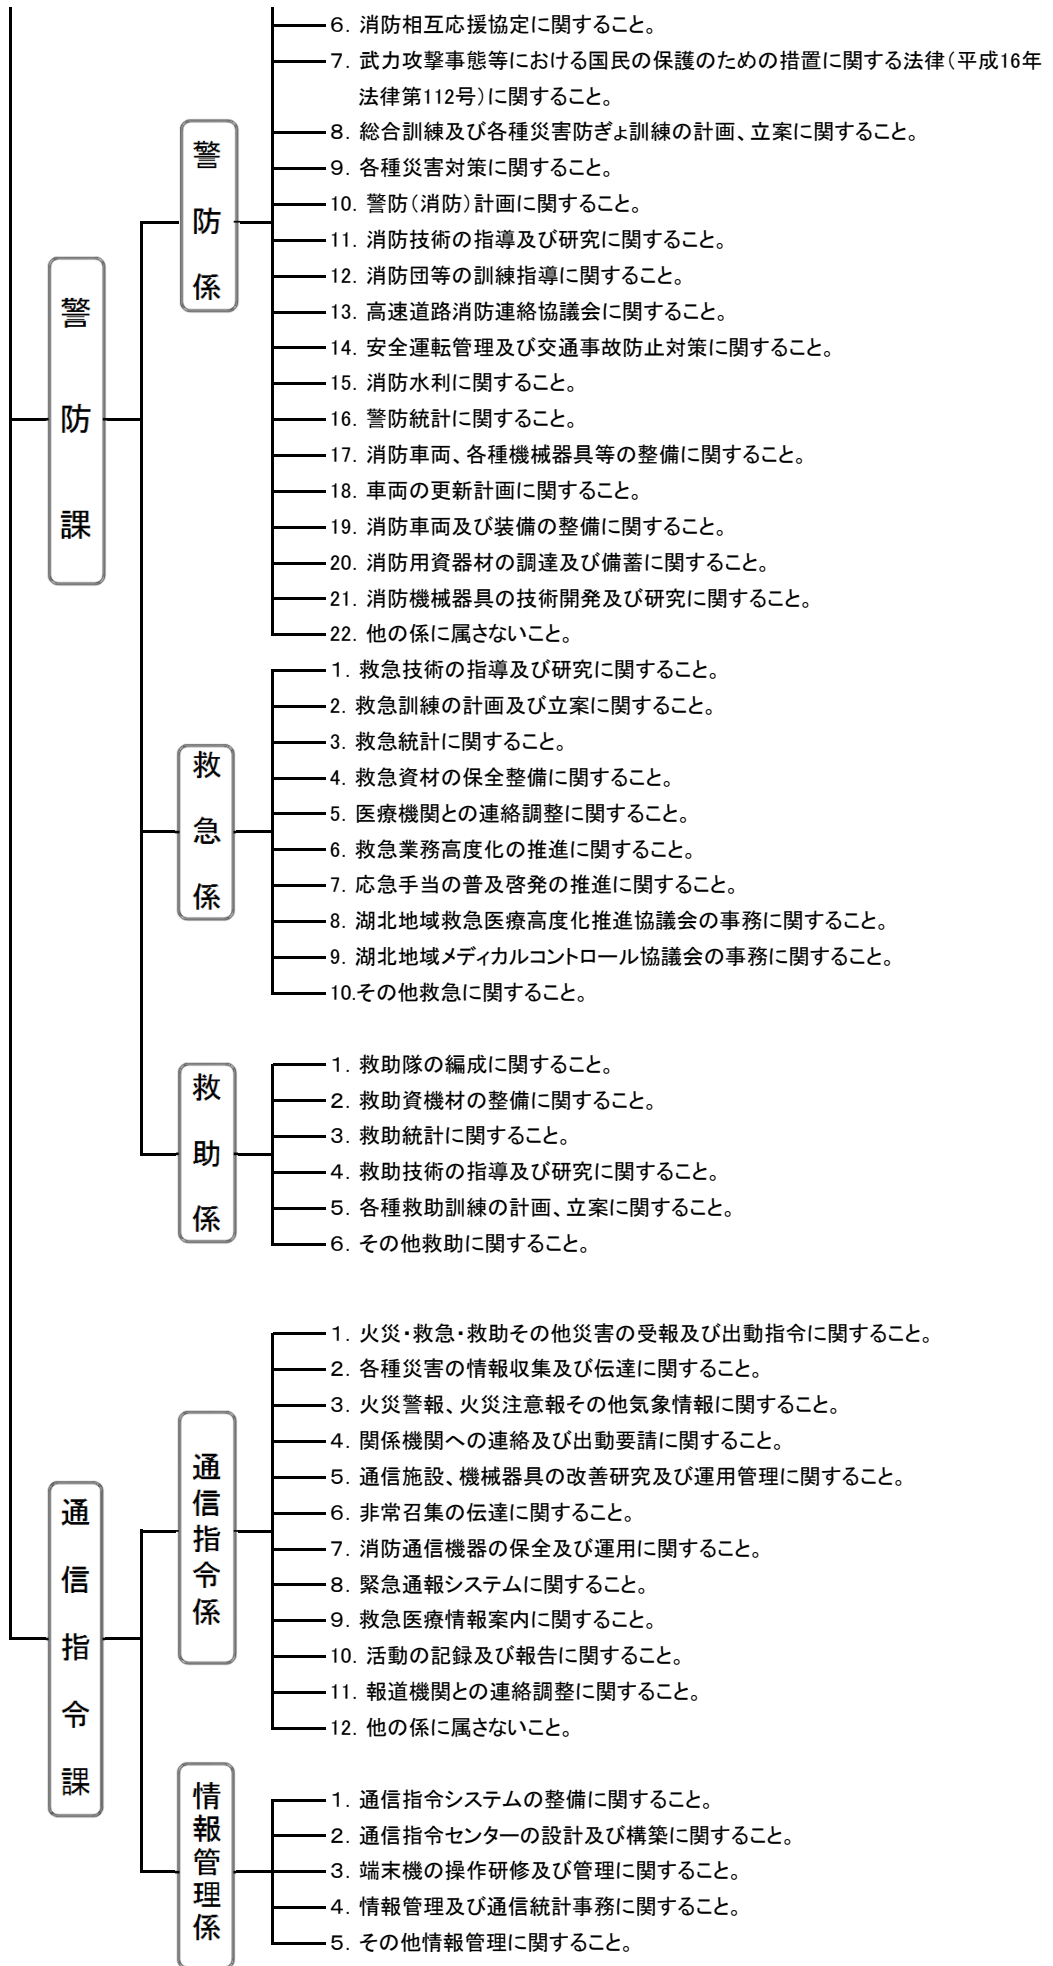 警防課
警防係
６．消防相互応援協定に関すること。
７．武力攻撃事態等における国民の保護のための措置に関する法律（平成16年
法律第112号）に関すること。
８．総合訓練及び各種災害防ぎょ訓練の計画、立案に関すること。
９．各種災害対策に関すること。
10．警防（消防）計画に関すること。
11．消防技術の指導及び研究に関すること。
12．消防団等の訓練指導に関すること。
13．高速道路消防連絡協議会に関すること。
14．安全運転管理及び交通事故防止対策に関すること。
15．消防水利に関すること。
16．警防統計に関すること。
17．消防車両、各種機械器具等の整備に関すること。
18．車両の更新計画に関すること。
19．消防車両及び装備の整備に関すること。
20．消防用資器材の調達及び備蓄に関すること。
21．消防機械器具の技術開発及び研究に関すること。
22．他の係に属さないこと。
救急係
1．救急技術の指導及び研究に関すること。
2．救急訓練の計画及び立案に関すること。
3．救急統計に関すること。
4．救急資材の保全整備に関すること。
5．医療機関との連絡調整に関すること。
6．救急業務高度化の推進に関すること。
7．応急手当の普及啓発の推進に関すること。
8．湖北地域救急医療高度化推進協議会の事務に関すること。
9．湖北地域メディカルコントロール協議会の事務に関すること。
10.その他救急に関すること。
救助係
１．救助隊の編成に関すること。
２．救助資機材の整備に関すること。
３．救助統計に関すること。
４．救助技術の指導及び研究に関すること。
５．各種救助訓練の計画、立案に関すること。
６．その他救助に関すること。
通信指令課
通信指令係
１．火災・救急・救助その他災害の受報及び出動指令に関すること。
２．各種災害の情報収集及び伝達に関すること。
３．火災警報、火災注意報その他気象情報に関すること。
４．関係機関への連絡及び出動要請に関すること。
５．通信施設、機械器具の改善研究及び運用管理に関すること。
６．非常召集の伝達に関すること。
７．消防通信機器の保全及び運用に関すること。
８．緊急通報システムに関すること。
９．救急医療情報案内に関すること。
10．活動の記録及び報告に関すること。
11．報道機関との連絡調整に関すること。
12．他の係に属さないこと。
情報管理係
１．通信指令システムの整備に関すること。
２．通信指令センターの設計及び構築に関すること。
３．端末機の操作研修及び管理に関すること。
４．情報管理及び通信統計事務に関すること。
５．その他情報管理に関すること。